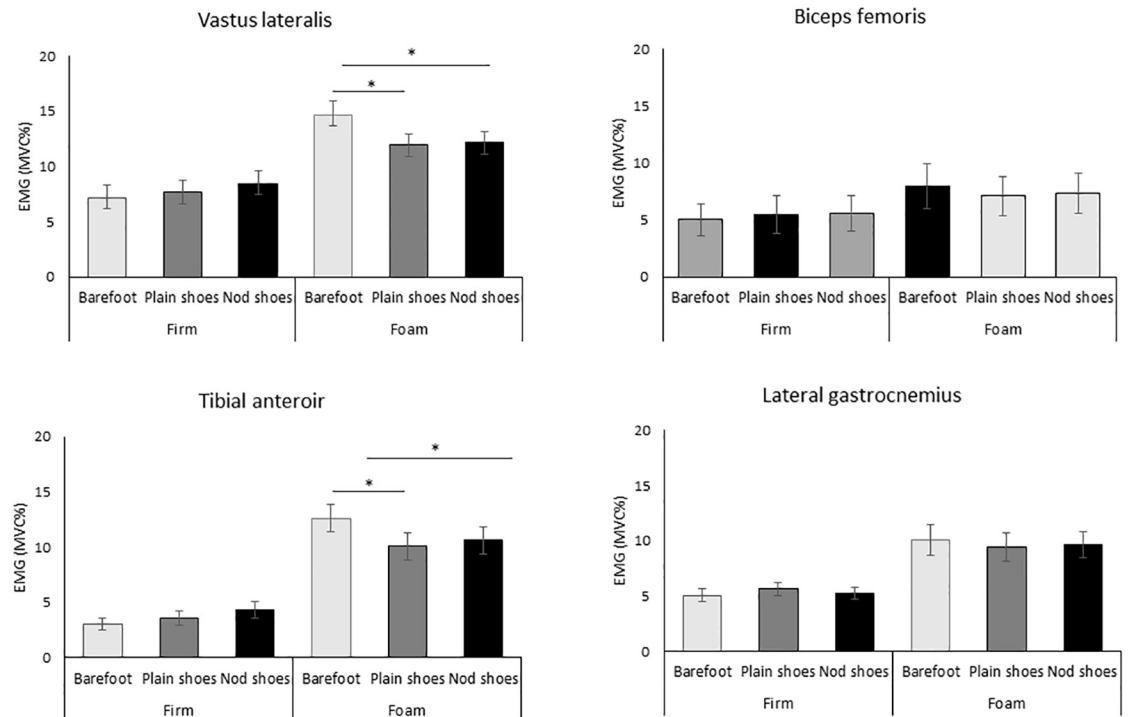 Vastus lateralis
*
*
20
15
10
5
0
EMG (MVC%)
Barefoot Plain shoes Nod shoes Barefoot Plain shoes Nod shoes
Firm Foam
Biceps femoris
20
15
10
5
0
EMG (MVC%)
Barefoot Plain shoes Nod shoes Barefoot Plain shoes Nod shoes
Firm Foam
Tibial anteroir
*
*
20
15
10
5
0
EMG (MVC%)
Barefoot Plain shoes Nod shoes Barefoot Plain shoes Nod shoes
Firm Foam
Lateral gastrocnemius
20
15
10
5
0
EMG (MVC%)
Barefoot Plain shoes Nod shoes Barefoot Plain shoes Nod shoes
Firm Foam